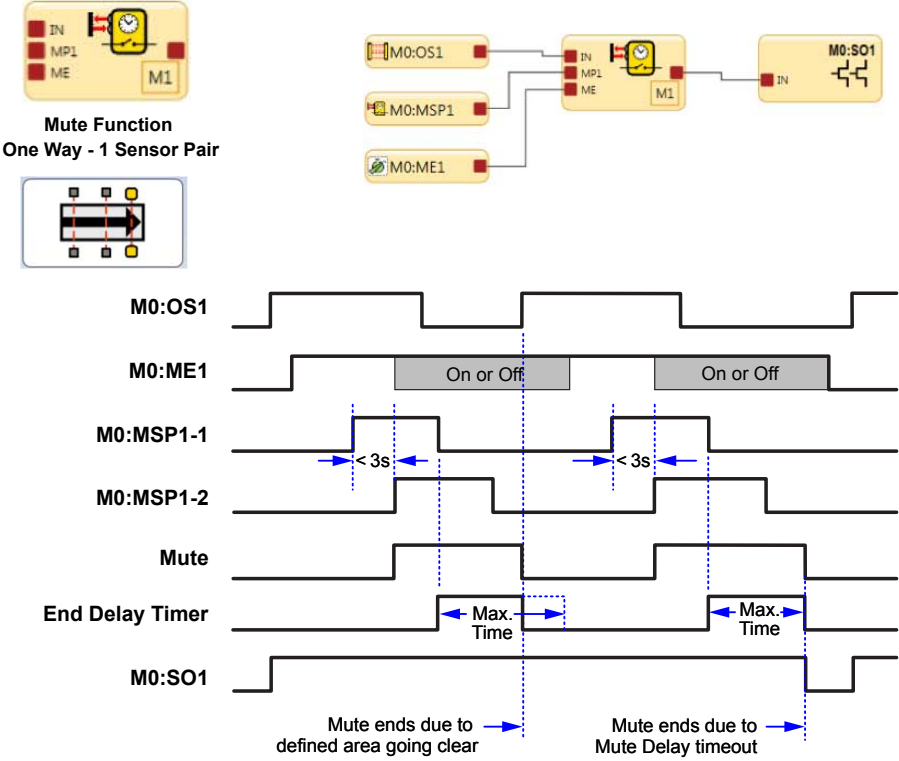 IN
MP1
ME
M1
Mute Function
One Way - 1 Sensor Pair
M0:OS1
M0:MSP1
M0:ME1
IN
MP1
ME
M1
M0:SO1
IN
M0:OS1
M0:ME1
On or Off
On or Off
M0:MSP1-1
< 3s
< 3s
M0:MSP1-2
Mute
End Delay Timer
Max.
Time
Max.
Time
M0:SO1
Mute ends due to
defined area going clear
Mute ends due to
Mute Delay timeout